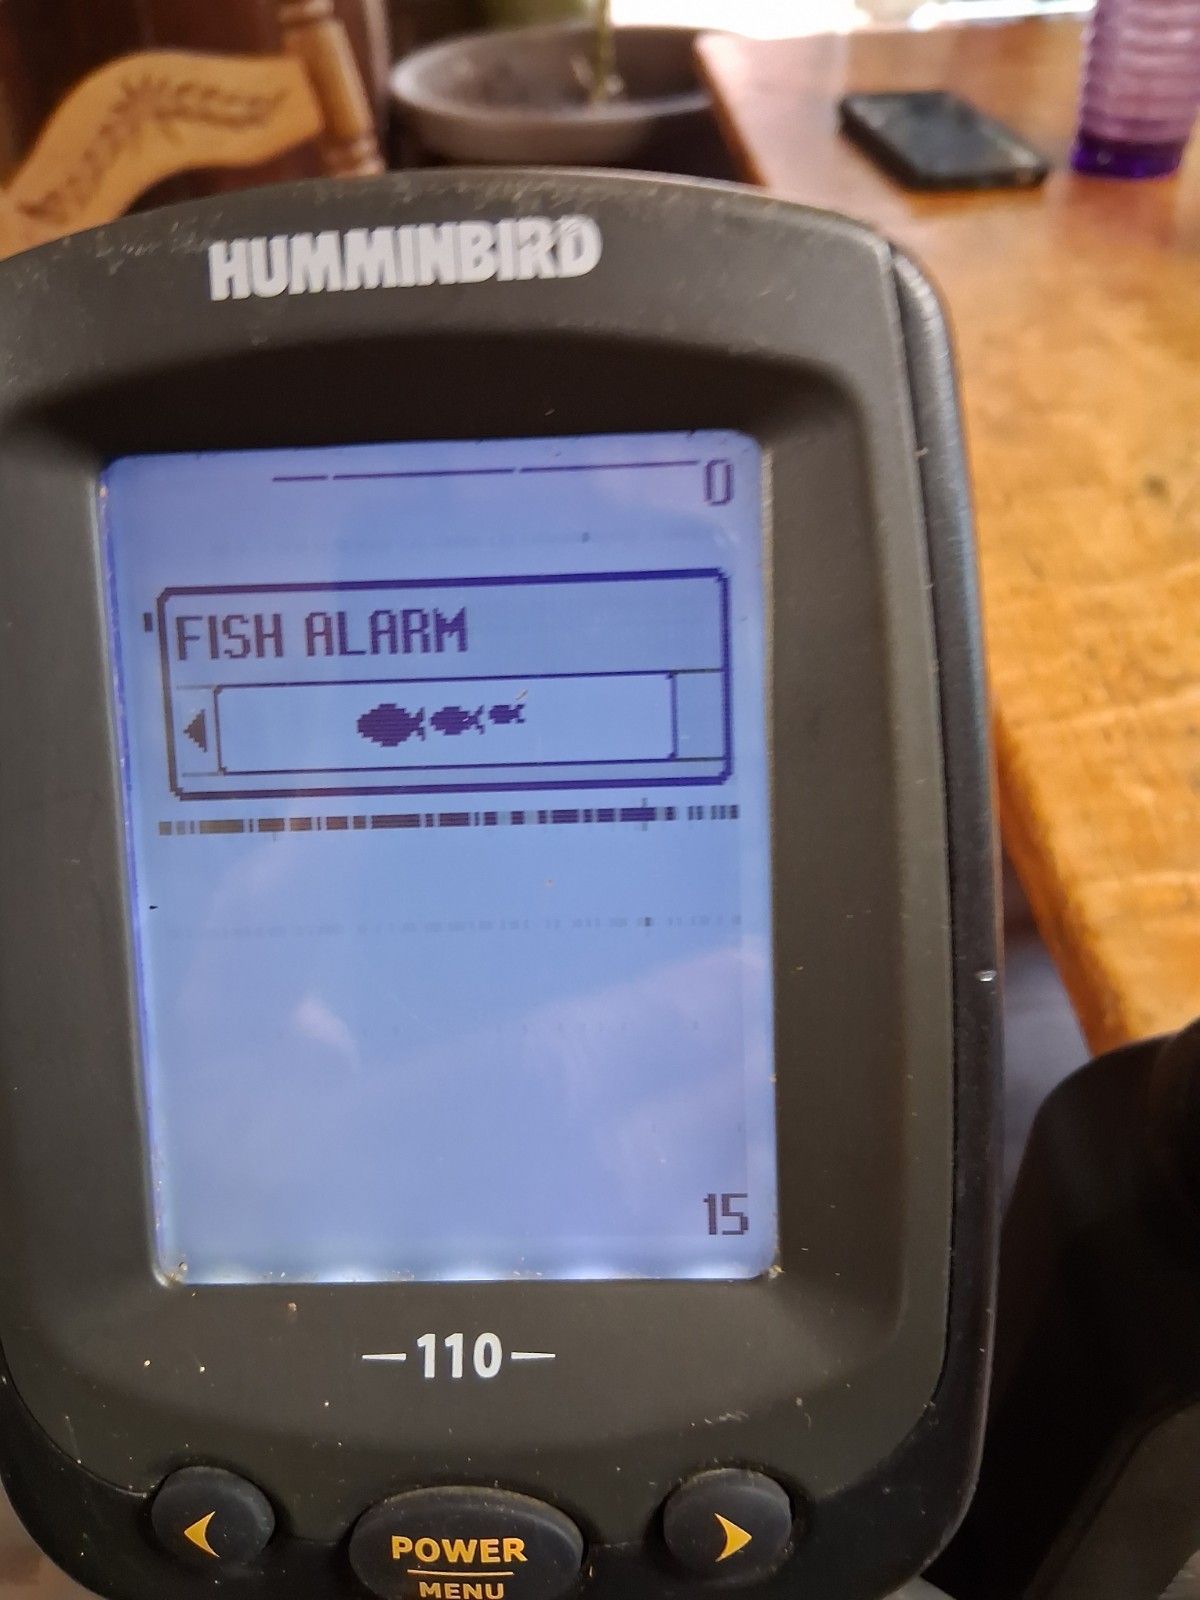 HUMMINBIRD
0
FISH ALARM
15
110
POWER
MENU